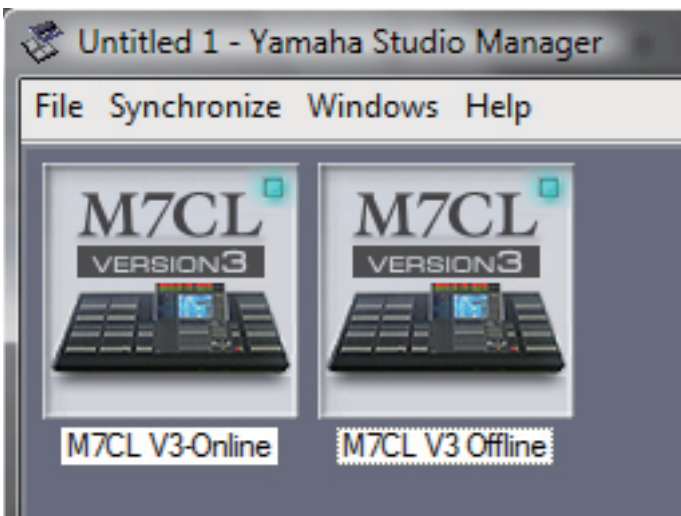 Untitled 1 - Yamaha Studio Manager
File Synchronize Windows Help
M7CL
VERSION3
M7CL
VERSION3
M7CL V3-Online
M7CL V3 Offline